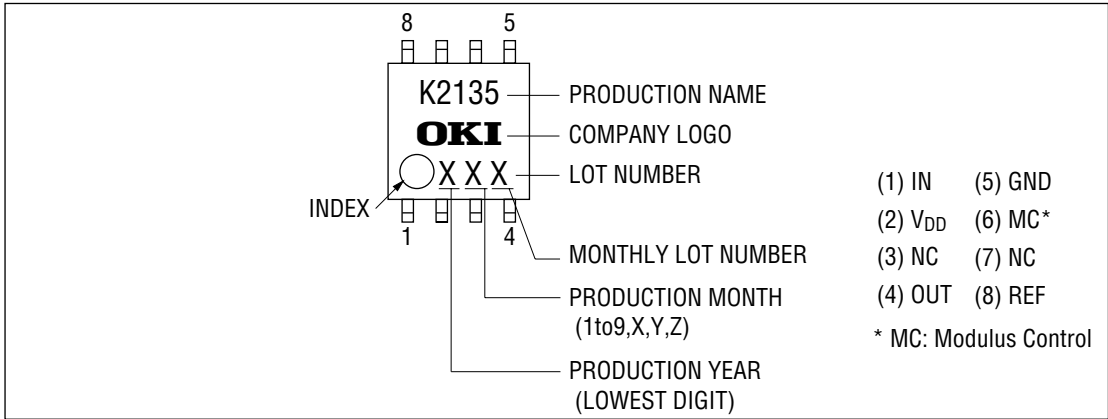 8 5
K2135
PRODUCTION NAME
OKI
COMPANY LOGO
X X X
LOT NUMBER
INDEX
1 4
MONTHLY LOT NUMBER
PRODUCTION MONTH
(1to9,X,Y,Z)
PRODUCTION YEAR
(LOWEST DIGIT)
(1) IN (5) GND
(2) VDD (6) MC*
(3) NC (7) NC
(4) OUT (8) REF
* MC: Modulus Control